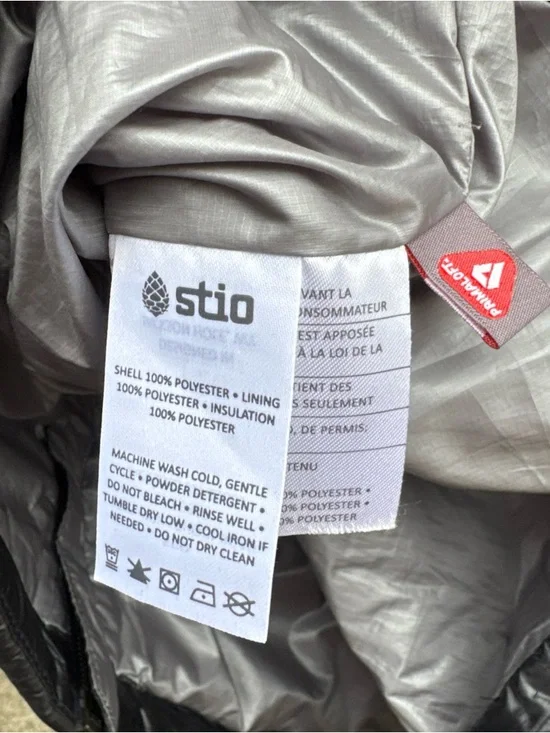 stio
SHELL 100% POLYESTER • LINING
100% POLYESTER • INSULATION
100% POLYESTER
MACHINE WASH COLD, GENTLE
CYCLE • POWDER DETERGENT •
DO NOT BLEACH • RINSE WELL •
TUMBLE DRY LOW • COOL IRON IF
NEEDED • DO NOT DRY CLEAN
VANT LA
ONSOMMATEUR
EST APPOSÉE
À LA LOI DE LA
TIENT DES
S SEULEMENT
, DE PERMIS.
TENU
0% POLYESTER •
% POLYESTER •
% POLYESTER
PRIMALOFT